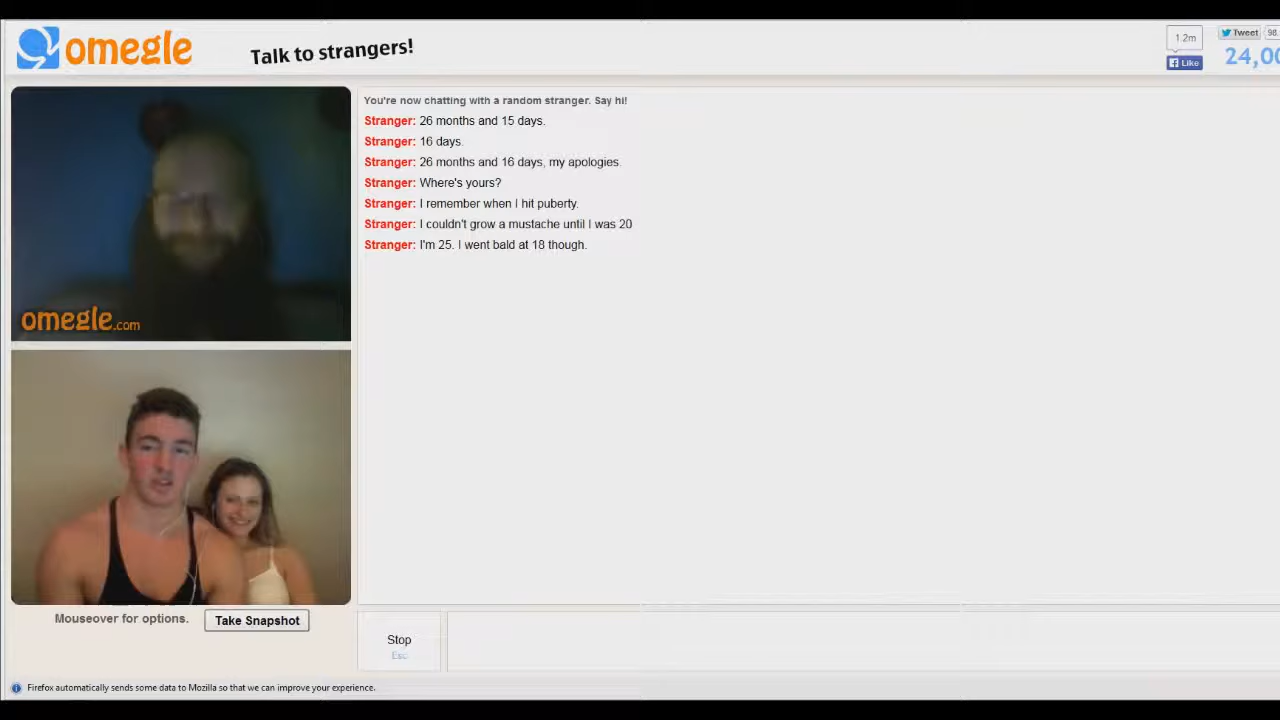 omegle
Talk to strangers!
1.2m
Like
Tweet
98.
24,00
You're now chatting with a random stranger. Say hi!
Stranger: 26 months and 15 days.
Stranger: 16 days.
Stranger: 26 months and 16 days, my apologies.
Stranger: Where's yours?
Stranger: I remember when I hit puberty.
Stranger: I couldn't grow a mustache until I was 20
Stranger: I'm 25. I went bald at 18 though.
omegle.com
Mouseover for options.
Take Snapshot
Stop
Esc
Firefox automatically sends some data to Mozilla so that we can improve your experience.